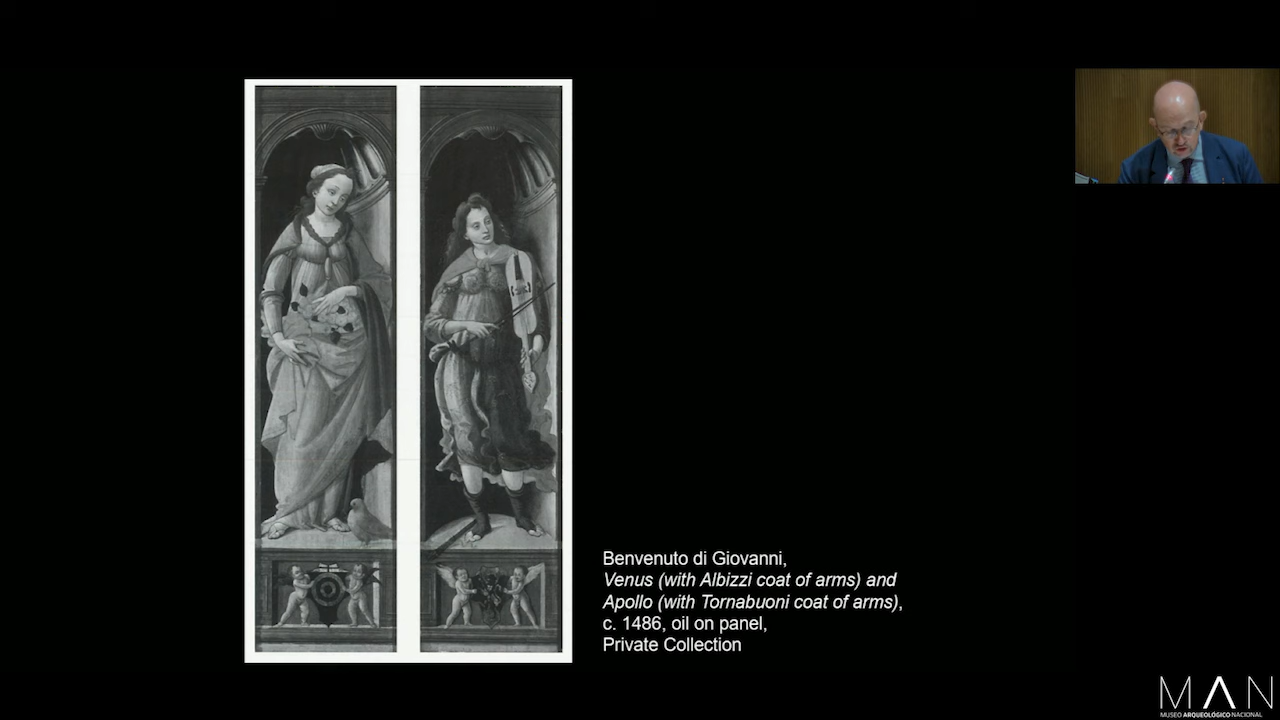 Benvenuto di Giovanni,
Venus (with Albizzi coat of arms) and
Apollo (with Tornabuoni coat of arms),
c. 1486, oil on panel,
Private Collection
MAN
MUSEO ARQUEOLÓGICO NACIONAL